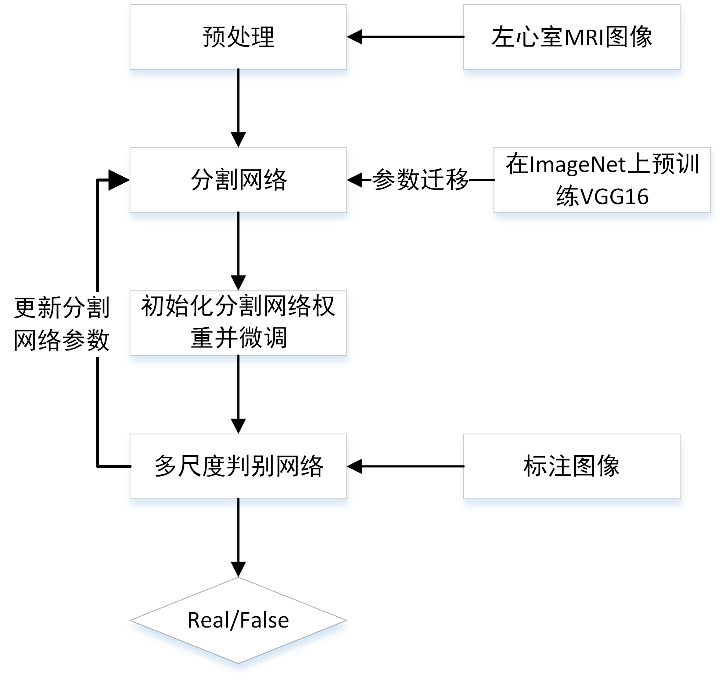 预处理
左心室MRI图像
分割网络
参数迁移
在ImageNet上预训
练VGG16
更新分割
网络参数
初始化分割网络权
重并微调
多尺度判别网络
标注图像
Real/False